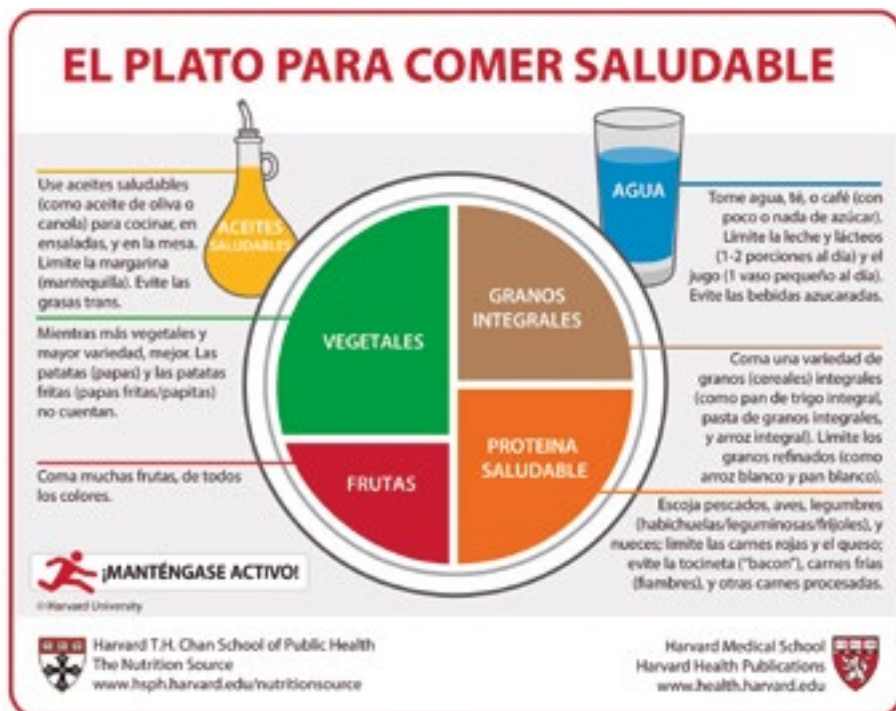 EL PLATO PARA COMER SALUDABLE
Use aceites saludables
(como aceite de oliva o
canola) para cocinar, en
ensaladas, y en la mesa.
Limite la margarina
(mantequilla). Evite las
grasas trans.
ACEITES
SALUDABLES
AGUA
Tome agua, té, o café (con
poco o nada de azúcar).
Limite la leche y lácteos
(1-2 porciones al día) y el
jugo (1 vaso pequeño al día).
Evite las bebidas azucaradas.
Mientras más vegetales y
mayor variedad, mejor. Las
patatas (papas) y las patatas
fritas (papas fritas/papitas)
no cuentan.
VEGETALES
GRANOS
INTEGRALES
Coma una variedad de
granos (cereales) integrales
(como pan de trigo integral,
pasta de granos integrales,
y arroz integral). Limite los
granos refinados (como
arroz blanco y pan blanco).
Coma muchas frutas, de todos
los colores.
FRUTAS
PROTEINA
SALUDABLE
Escoja pescados, aves, legumbres
(habichuelas/leguminosas/frijoles), y
nueces; limite las carnes rojas y el queso;
evite la tocineta ("bacon"), carnes frías
(fiambres), y otras carnes procesadas.
¡MANTÉNGASE ACTIVO!
© Harvard University
Harvard T.H. Chan School of Public Health
The Nutrition Source
www.hsph.harvard.edu/nutritionsource
Harvard Medical School
Harvard Health Publications
www.health.harvard.edu